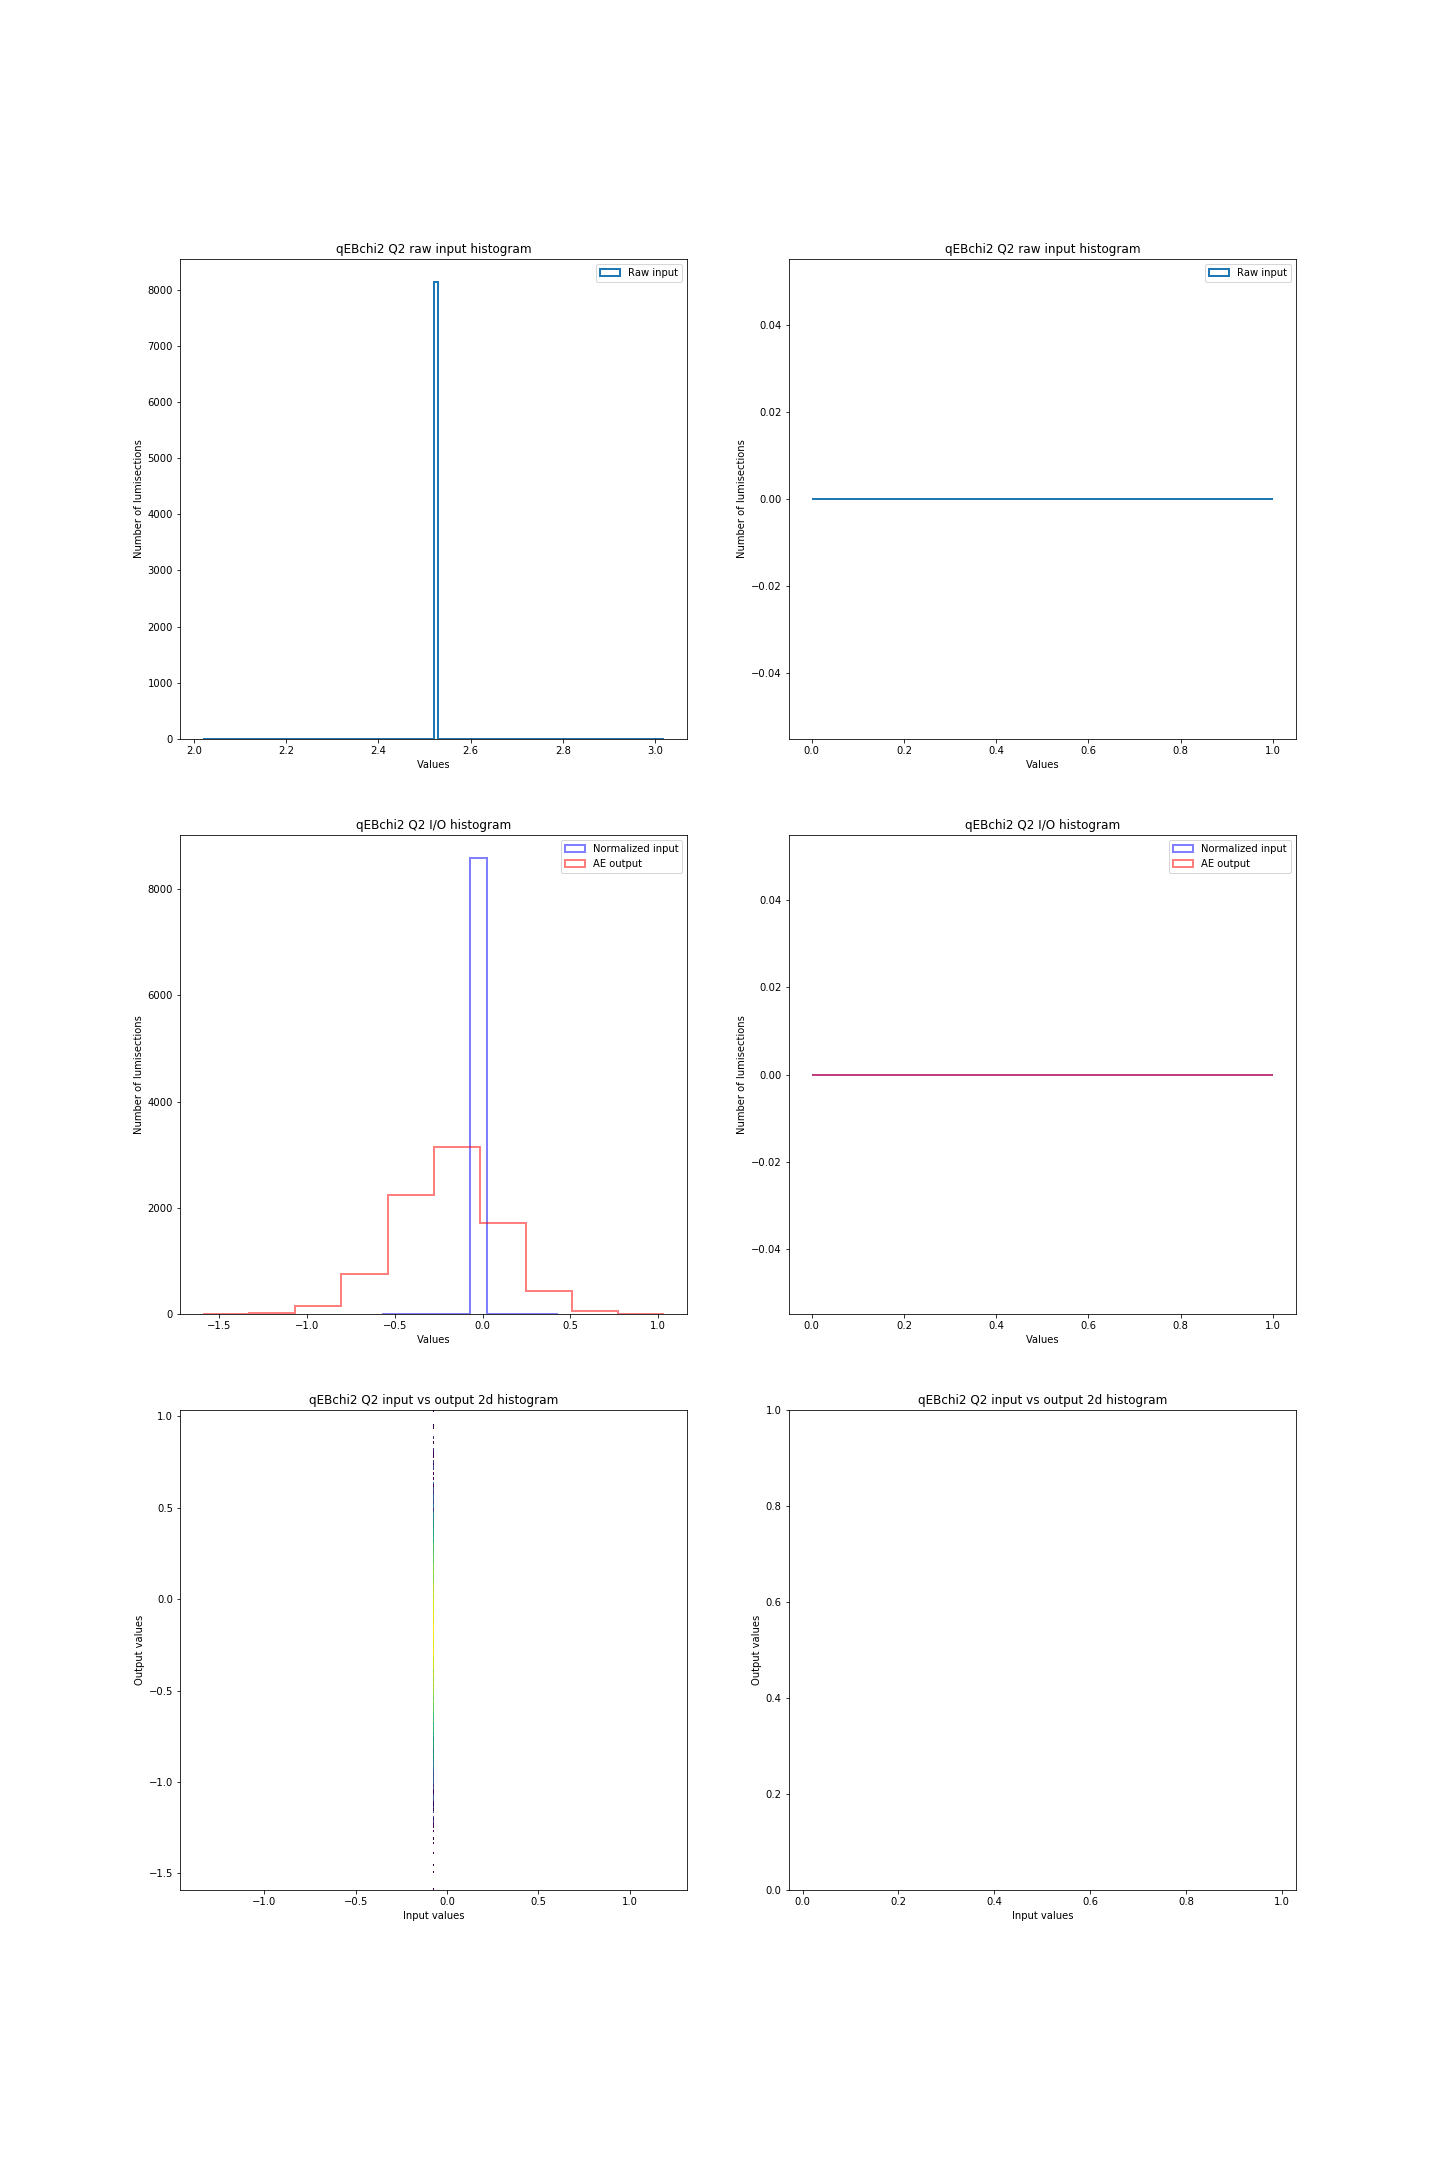 qEBchi2 Q2 raw input histogram
Raw input
8000
7000
6000
5000
4000
3000
2000
1000
0
Number of lumisections
2.0 2.2 2.4 2.6 2.8 3.0
Values
qEBchi2 Q2 raw input histogram
Raw input
0.04
0.02
0.00
−0.02
−0.04
Number of lumisections
0.0 0.2 0.4 0.6 0.8 1.0
Values
qEBchi2 Q2 I/O histogram
Normalized input
AE output
8000
6000
4000
2000
0
Number of lumisections
−1.5 −1.0 −0.5 0.0 0.5 1.0
Values
qEBchi2 Q2 I/O histogram
Normalized input
AE output
0.04
0.02
0.00
−0.02
−0.04
Number of lumisections
0.0 0.2 0.4 0.6 0.8 1.0
Values
qEBchi2 Q2 input vs output 2d histogram
1.0
0.5
0.0
−0.5
−1.0
−1.5
Output values
−1.0 −0.5 0.0 0.5 1.0
Input values
qEBchi2 Q2 input vs output 2d histogram
1.0
0.8
0.6
0.4
0.2
0.0
Output values
0.0 0.2 0.4 0.6 0.8 1.0
Input values